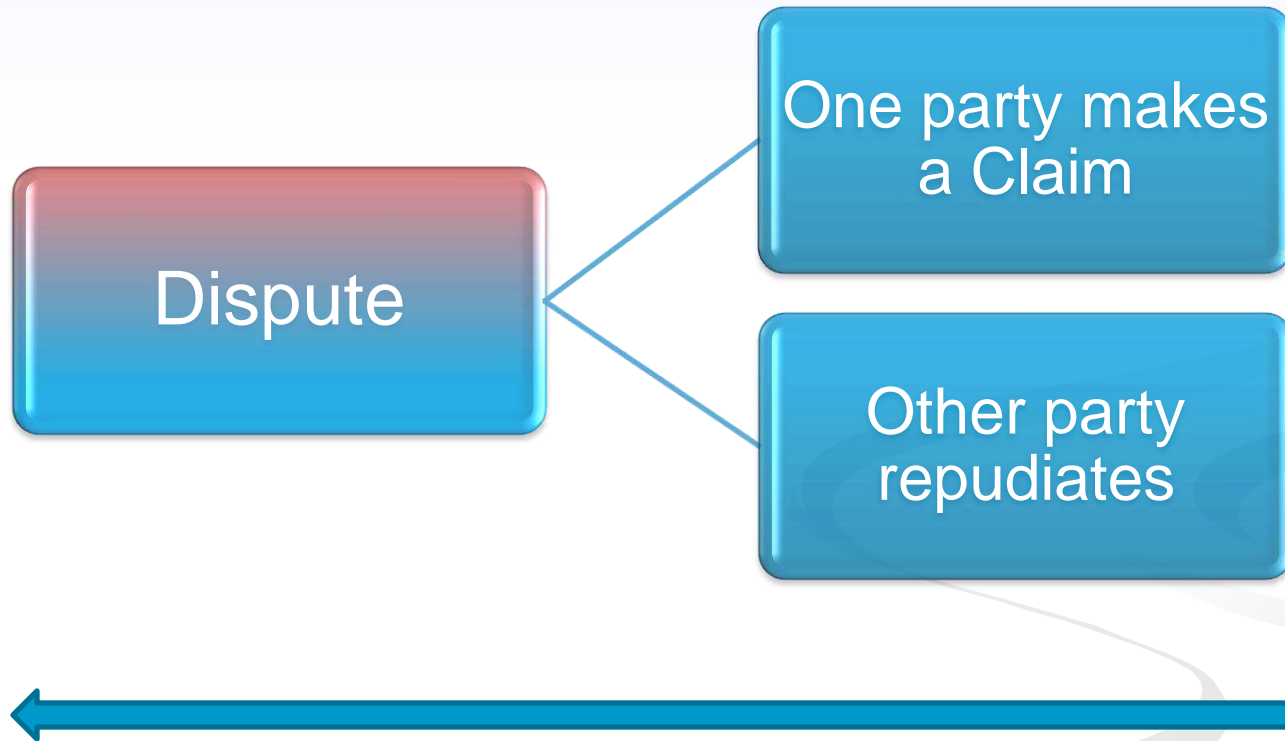 Dispute
One party makes
a Claim
Other party
repudiates